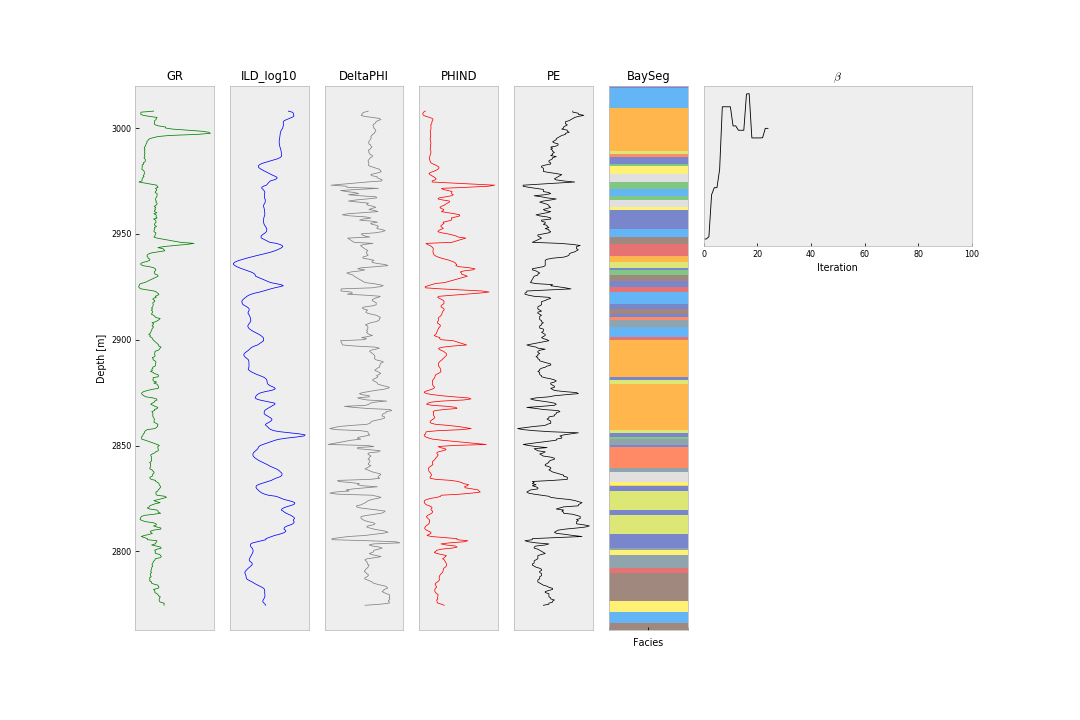 GR ILD_log10 DeltaPHI PHIND PE BaySeg β
3000
2950
2900
2850
2800
Depth [m]
0 20 40 60 80 100
Iteration
Facies